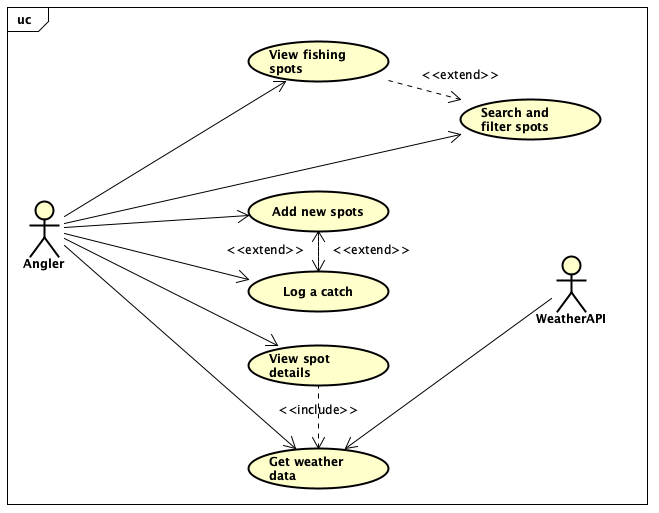 uc
View fishing
spots
<<extend>>
Search and
filter spots
Add new spots
<<extend>>
<<extend>>
Angler
Log a catch
WeatherAPI
View spot
details
<<include>>
Get weather
data